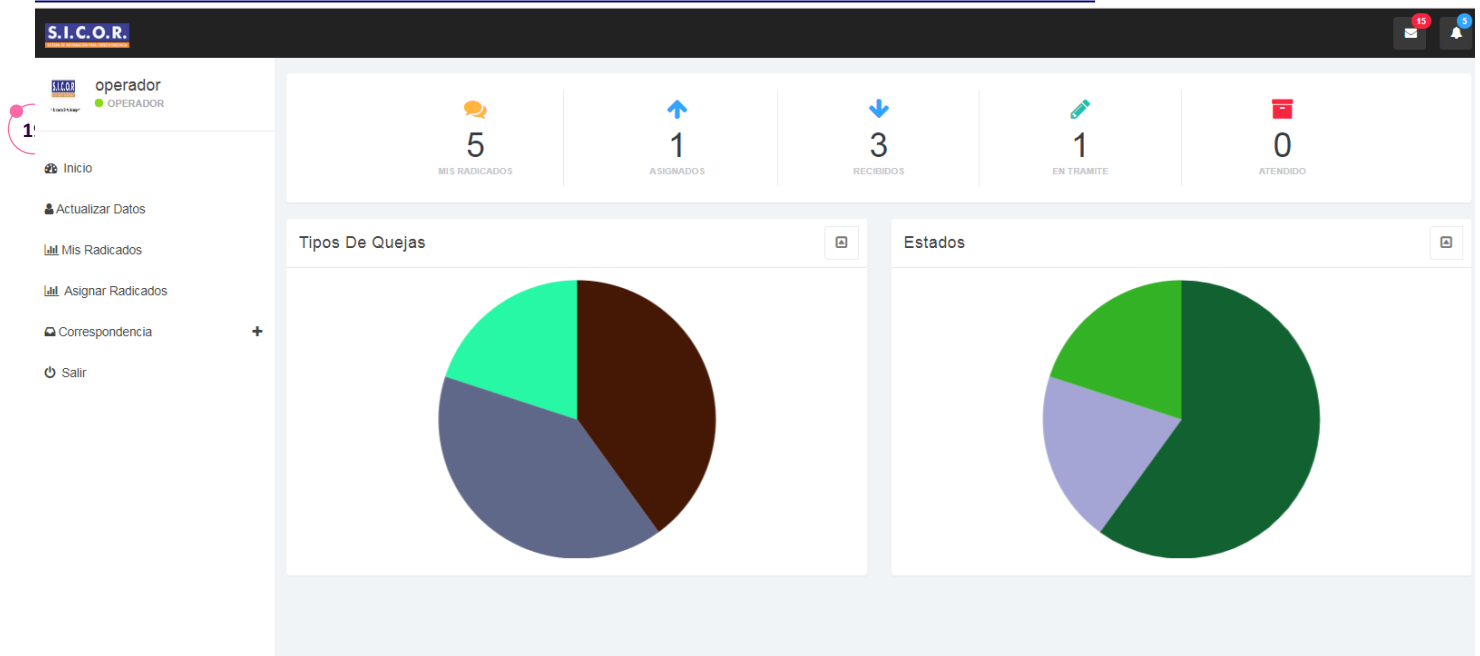 S.I.C.O.R.
15
5
S.I.C.O.R
operador
OPERADOR
1
Inicio
Actualizar Datos
Mis Radicados
Asignar Radicados
Correspondencia
Salir
5
MIS RADICADOS
1
ASIGNADOS
3
RECIBIDOS
1
EN TRAMITE
0
ATENDIDO
Tipos De Quejas
Estados